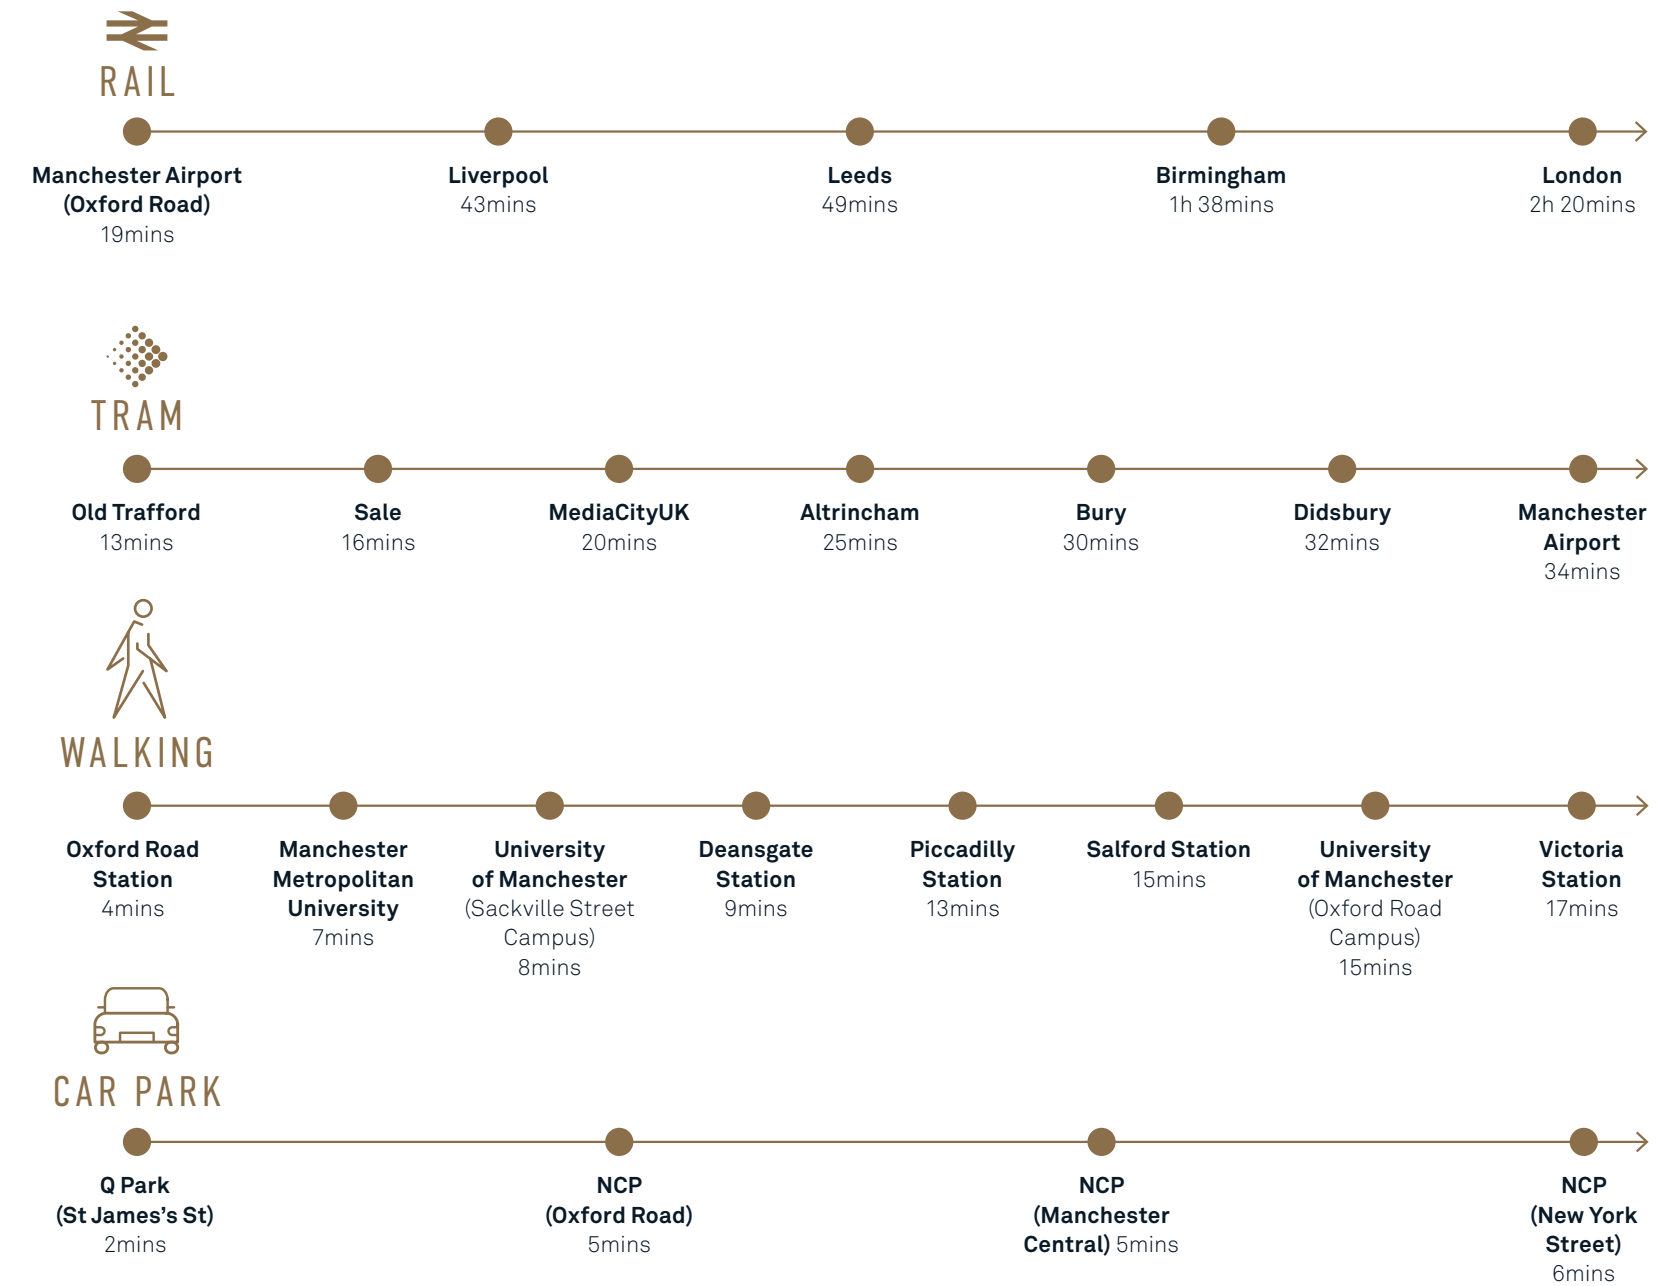 RAIL
Manchester Airport
(Oxford Road)
19mins
Liverpool
43mins
Leeds
49mins
Birmingham
1h 38mins
London
2h 20mins
TRAM
Old Trafford
13mins
Sale
16mins
MediaCityUK
20mins
Altrincham
25mins
Bury
30mins
Didsbury
32mins
Manchester
Airport
34mins
WALKING
Oxford Road
Station
4mins
Manchester
Metropolitan
University
7mins
University
of Manchester
(Sackville Street
Campus)
8mins
Deansgate
Station
9mins
Piccadilly
Station
13mins
Salford Station
15mins
University
of Manchester
(Oxford Road
Campus)
15mins
Victoria
Station
17mins
CAR PARK
Q Park
(St James’s St)
2mins
NCP
(Oxford Road)
5mins
NCP
(Manchester
Central) 5mins
NCP
(New York
Street)
6mins